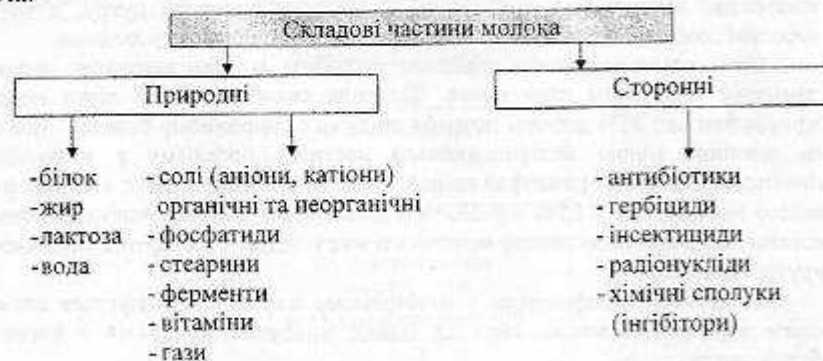 Складові частини молока
Природні
Сторонні
-білок
-жир
-лактоза
-вода
- солі (аніони, катіони)
органічні та неорганічні
- фосфатиди
- стеарини
- ферменти
- вітаміни
- гази
- антибіотики
- гербіциди
- інсектициди
- радіонукліди
- хімічні сполуки
(інгібітори)